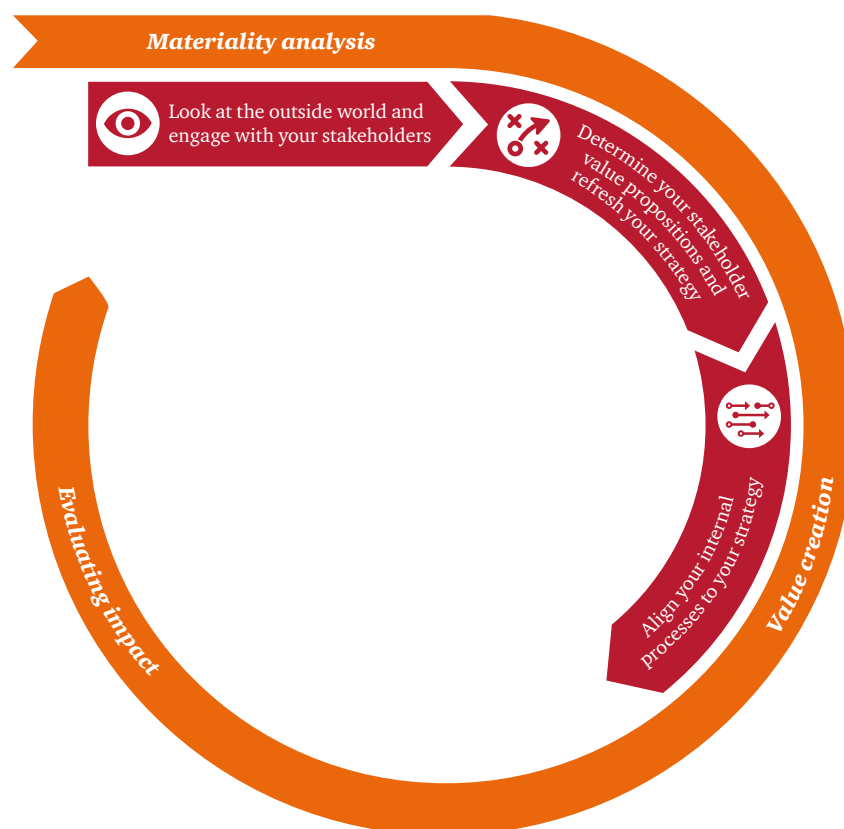 Materiality analysis
Look at the outside world and
engage with your stakeholders
Determine your stakeholder
value propositions and
refresh your strategy
Align your internal
processes to your strategy
Value creation
Evaluating impact